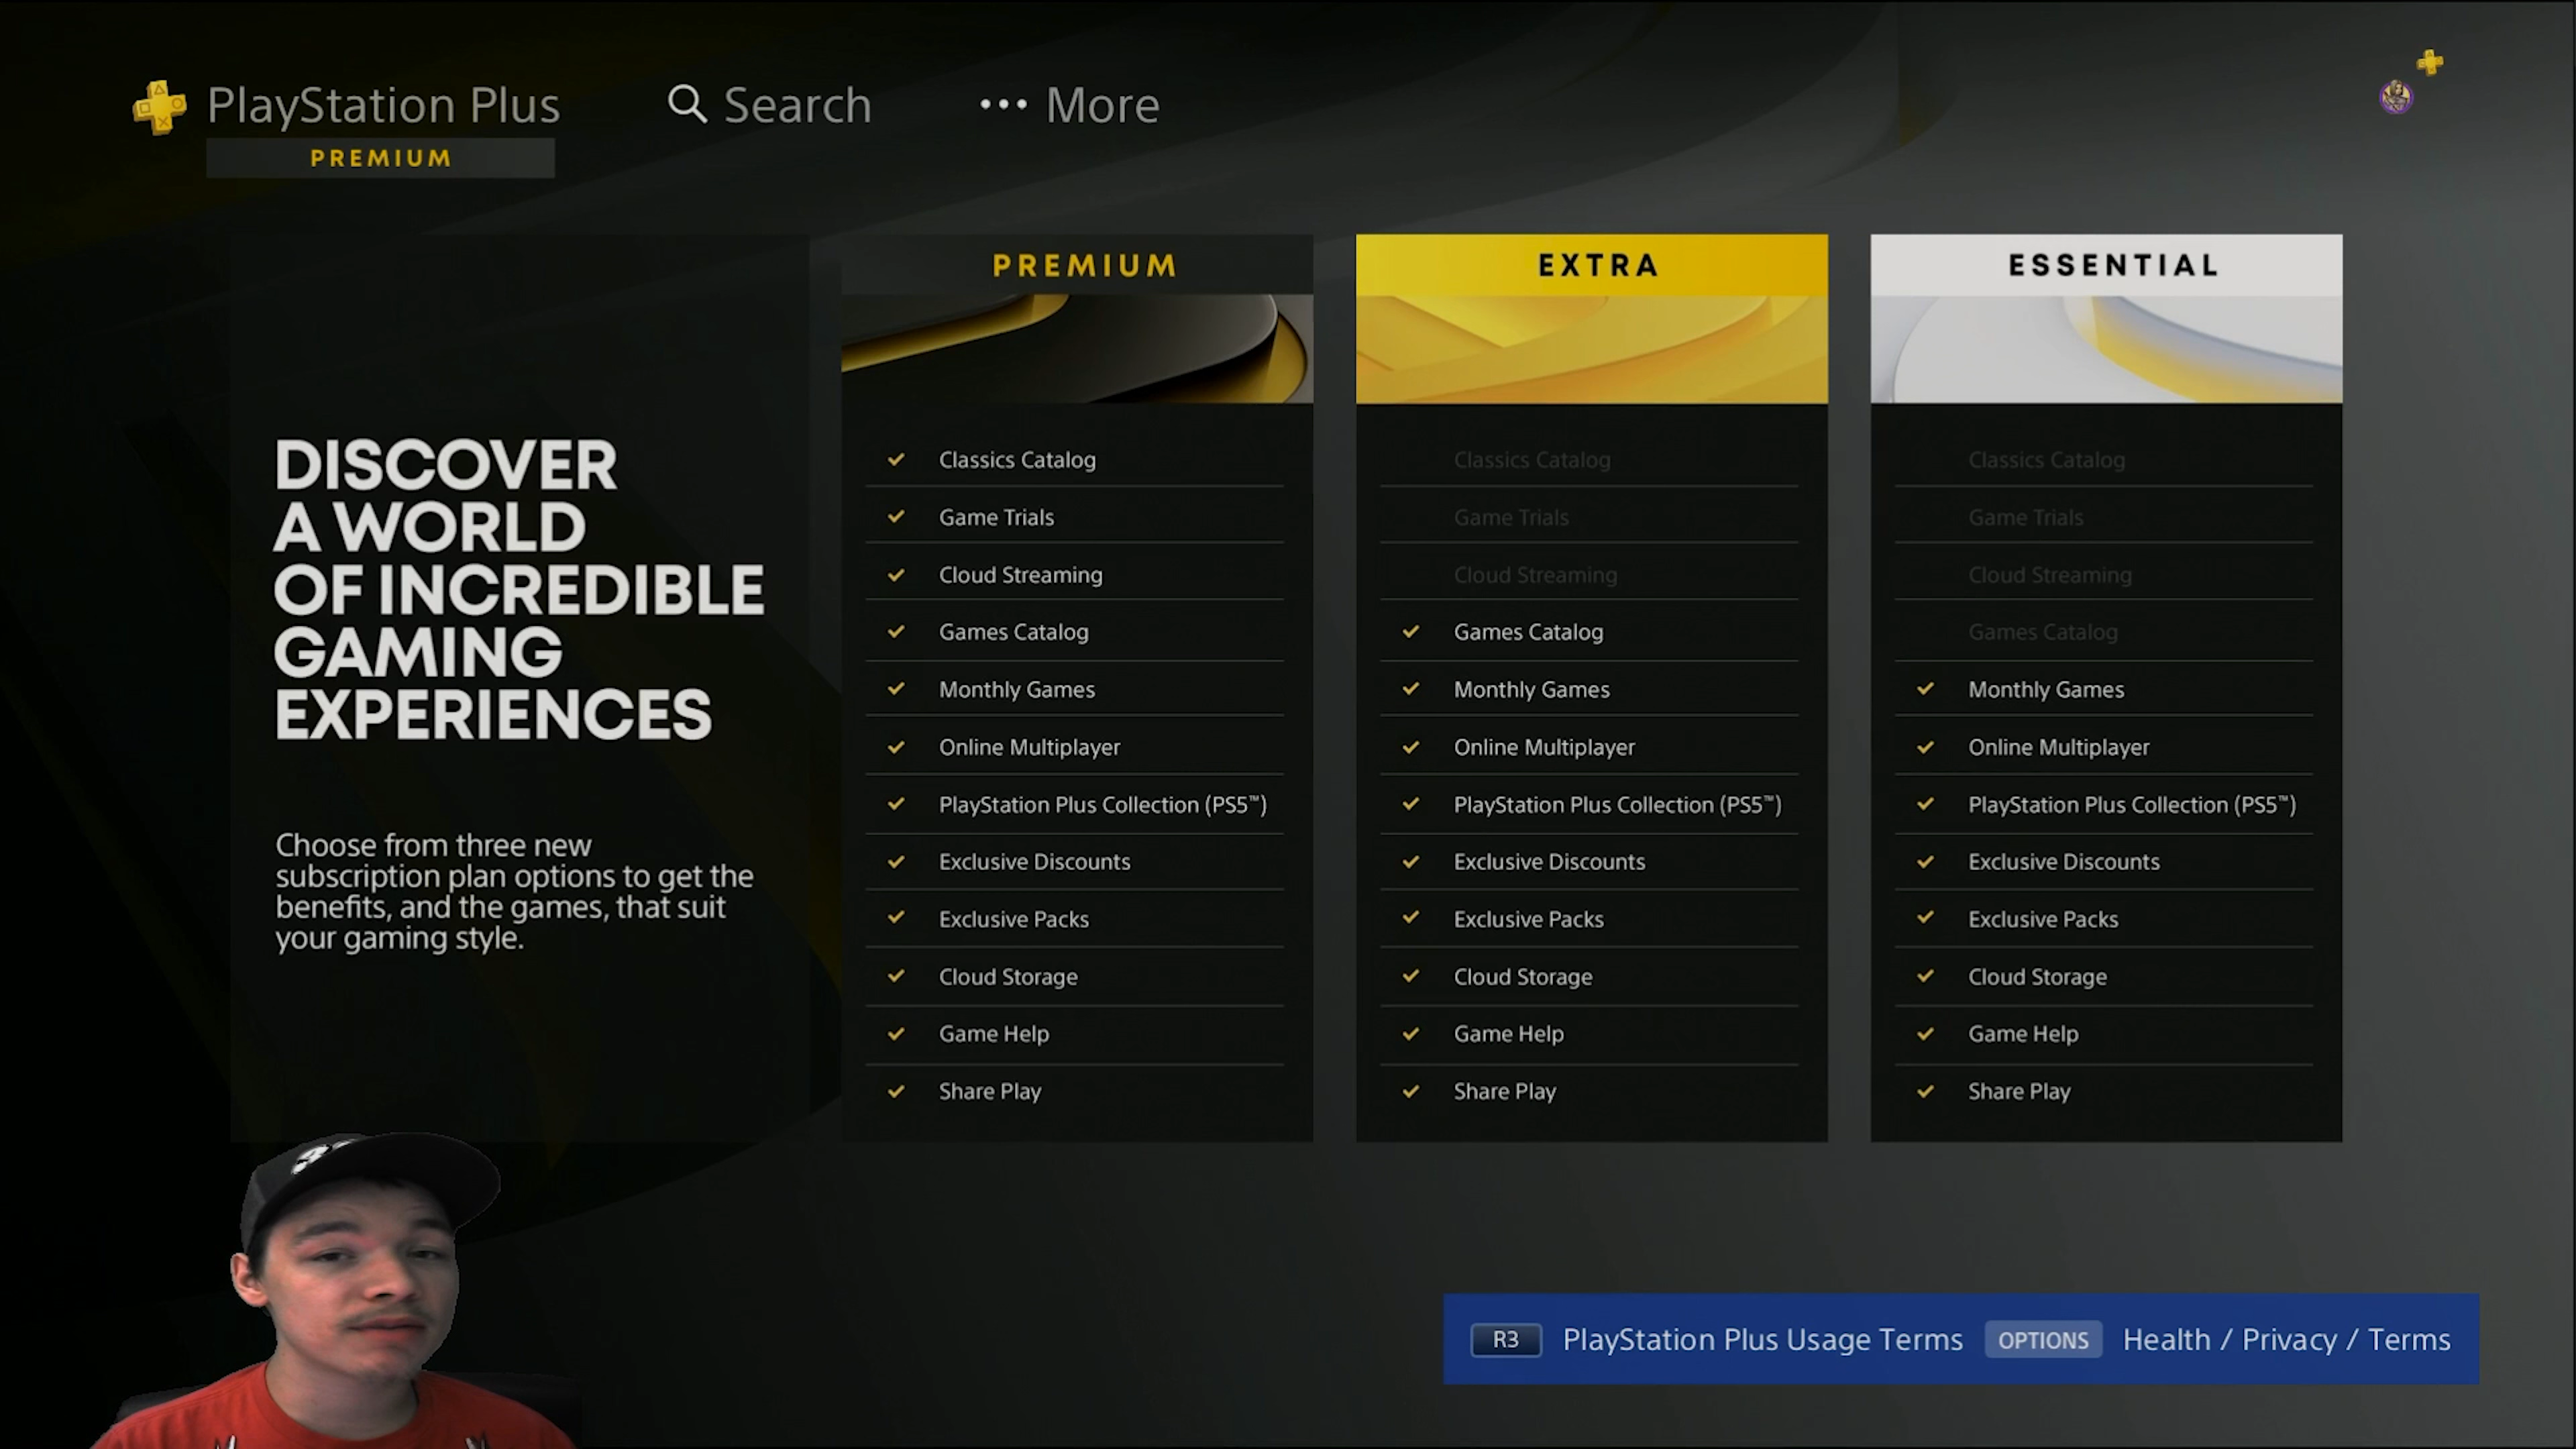 PlayStation Plus
Search
More
PREMIUM
DISCOVER
A WORLD
OF INCREDIBLE
GAMING
EXPERIENCES
Choose from three new
subscription plan options to get the
benefits, and the games, that suit
your gaming style.
PREMIUM
Classics Catalog
Game Trials
Cloud Streaming
Games Catalog
Monthly Games
Online Multiplayer
PlayStation Plus Collection (PS5™)
Exclusive Discounts
Exclusive Packs
Cloud Storage
Game Help
Share Play
EXTRA
Classics Catalog
Game Trials
Cloud Streaming
Games Catalog
Monthly Games
Online Multiplayer
PlayStation Plus Collection (PS5™)
Exclusive Discounts
Exclusive Packs
Cloud Storage
Game Help
Share Play
ESSENTIAL
Classics Catalog
Game Trials
Cloud Streaming
Games Catalog
Monthly Games
Online Multiplayer
PlayStation Plus Collection (PS5™)
Exclusive Discounts
Exclusive Packs
Cloud Storage
Game Help
Share Play
R3 PlayStation Plus Usage Terms OPTIONS Health / Privacy / Terms